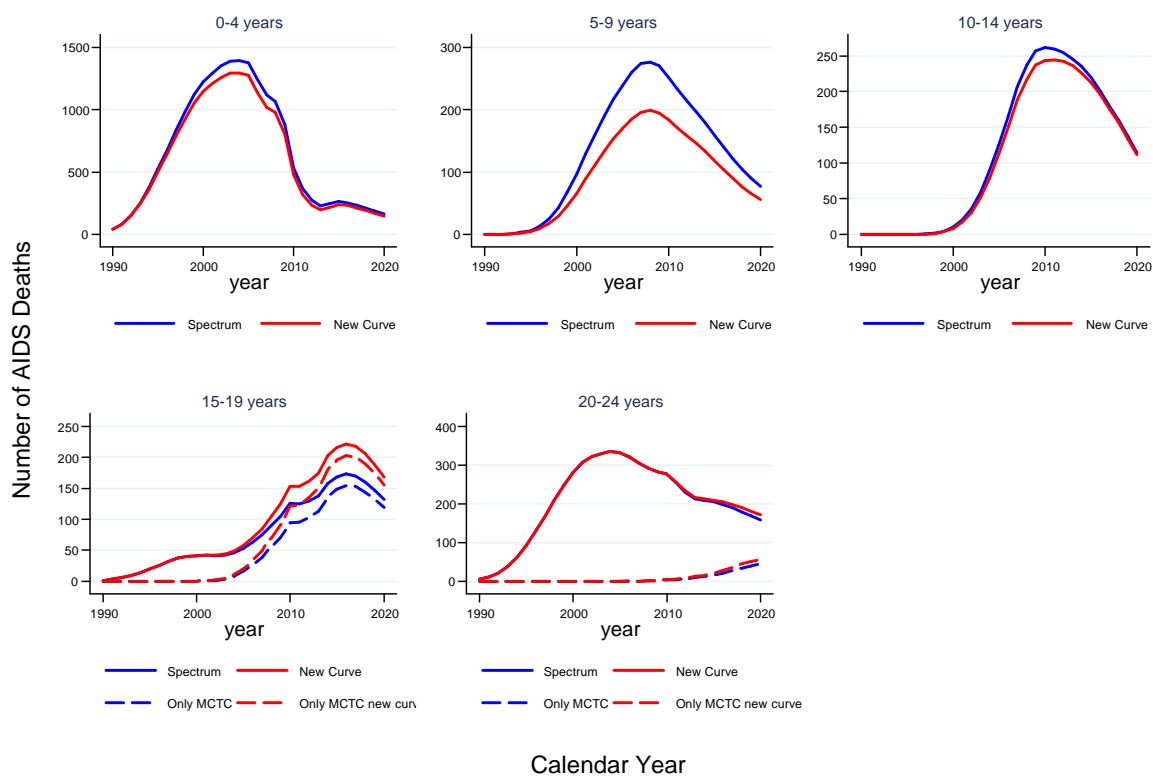 0-4 years
5-9 years
10-14 years
1500
1000
500
0
1990 2000 2010 2020
year
Spectrum New Curve
300
200
100
0
1990 2000 2010 2020
year
Spectrum New Curve
250
200
150
100
50
0
1990 2000 2010 2020
year
Spectrum New Curve
Number of AIDS Deaths
15-19 years
20-24 years
250
200
150
100
50
0
1990 2000 2010 2020
year
Spectrum New Curve
Only MCTC Only MCTC new curv
400
300
200
100
0
1990 2000 2010 2020
year
Spectrum New Curve
Only MCTC Only MCTC new curve
Calendar Year